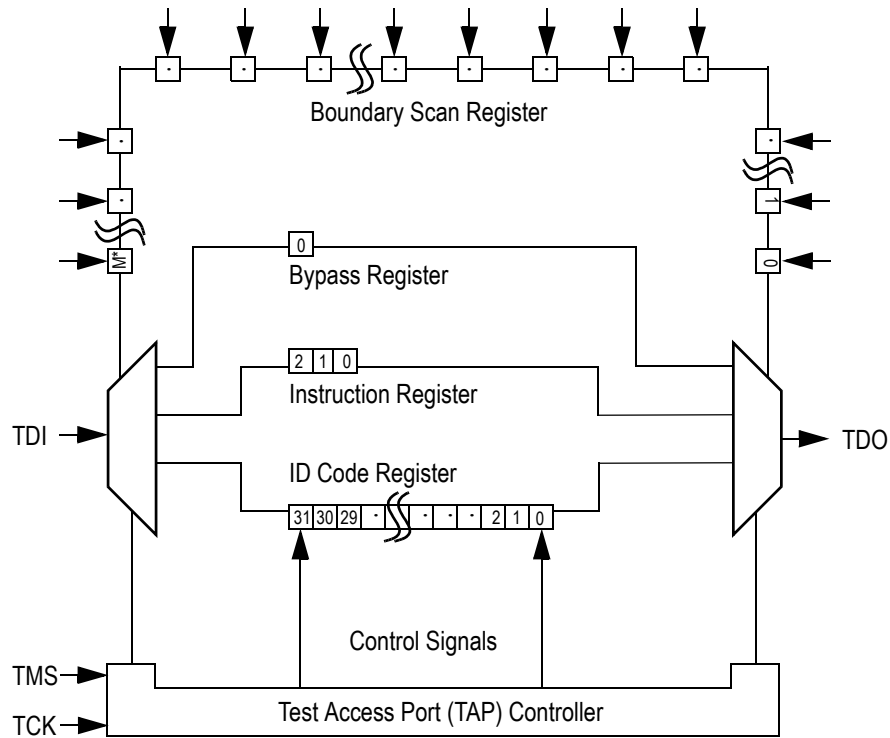 · · · · · · · ·
Boundary Scan Register
· ·
· 1
M* 0
0
Bypass Register
2 1 0
Instruction Register
TDI TDO
ID Code Register
31 30 29 · · · · 2 1 0
Control Signals
TMS
Test Access Port (TAP) Controller
TCK